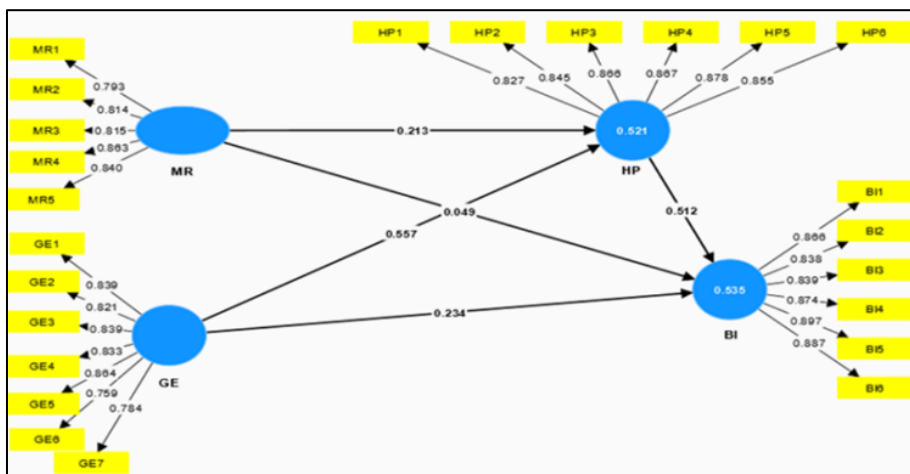 HP1
HP2
HP3
HP4
HP5
HP6
0.827
0.845
0.866
0.867
0.878
0.855
MR1
MR2
MR3
MR4
MR5
0.793
0.814
0.815
0.863
0.840
MR
0.213
0.521
HP
0.049
0.557
0.512
0.234
GE1
GE2
GE3
GE4
GE5
GE6
GE7
0.839
0.821
0.839
0.833
0.864
0.759
0.784
GE
0.535
BI
0.866
0.838
0.839
0.874
0.897
0.887
BI1
BI2
BI3
BI4
BI5
BI6